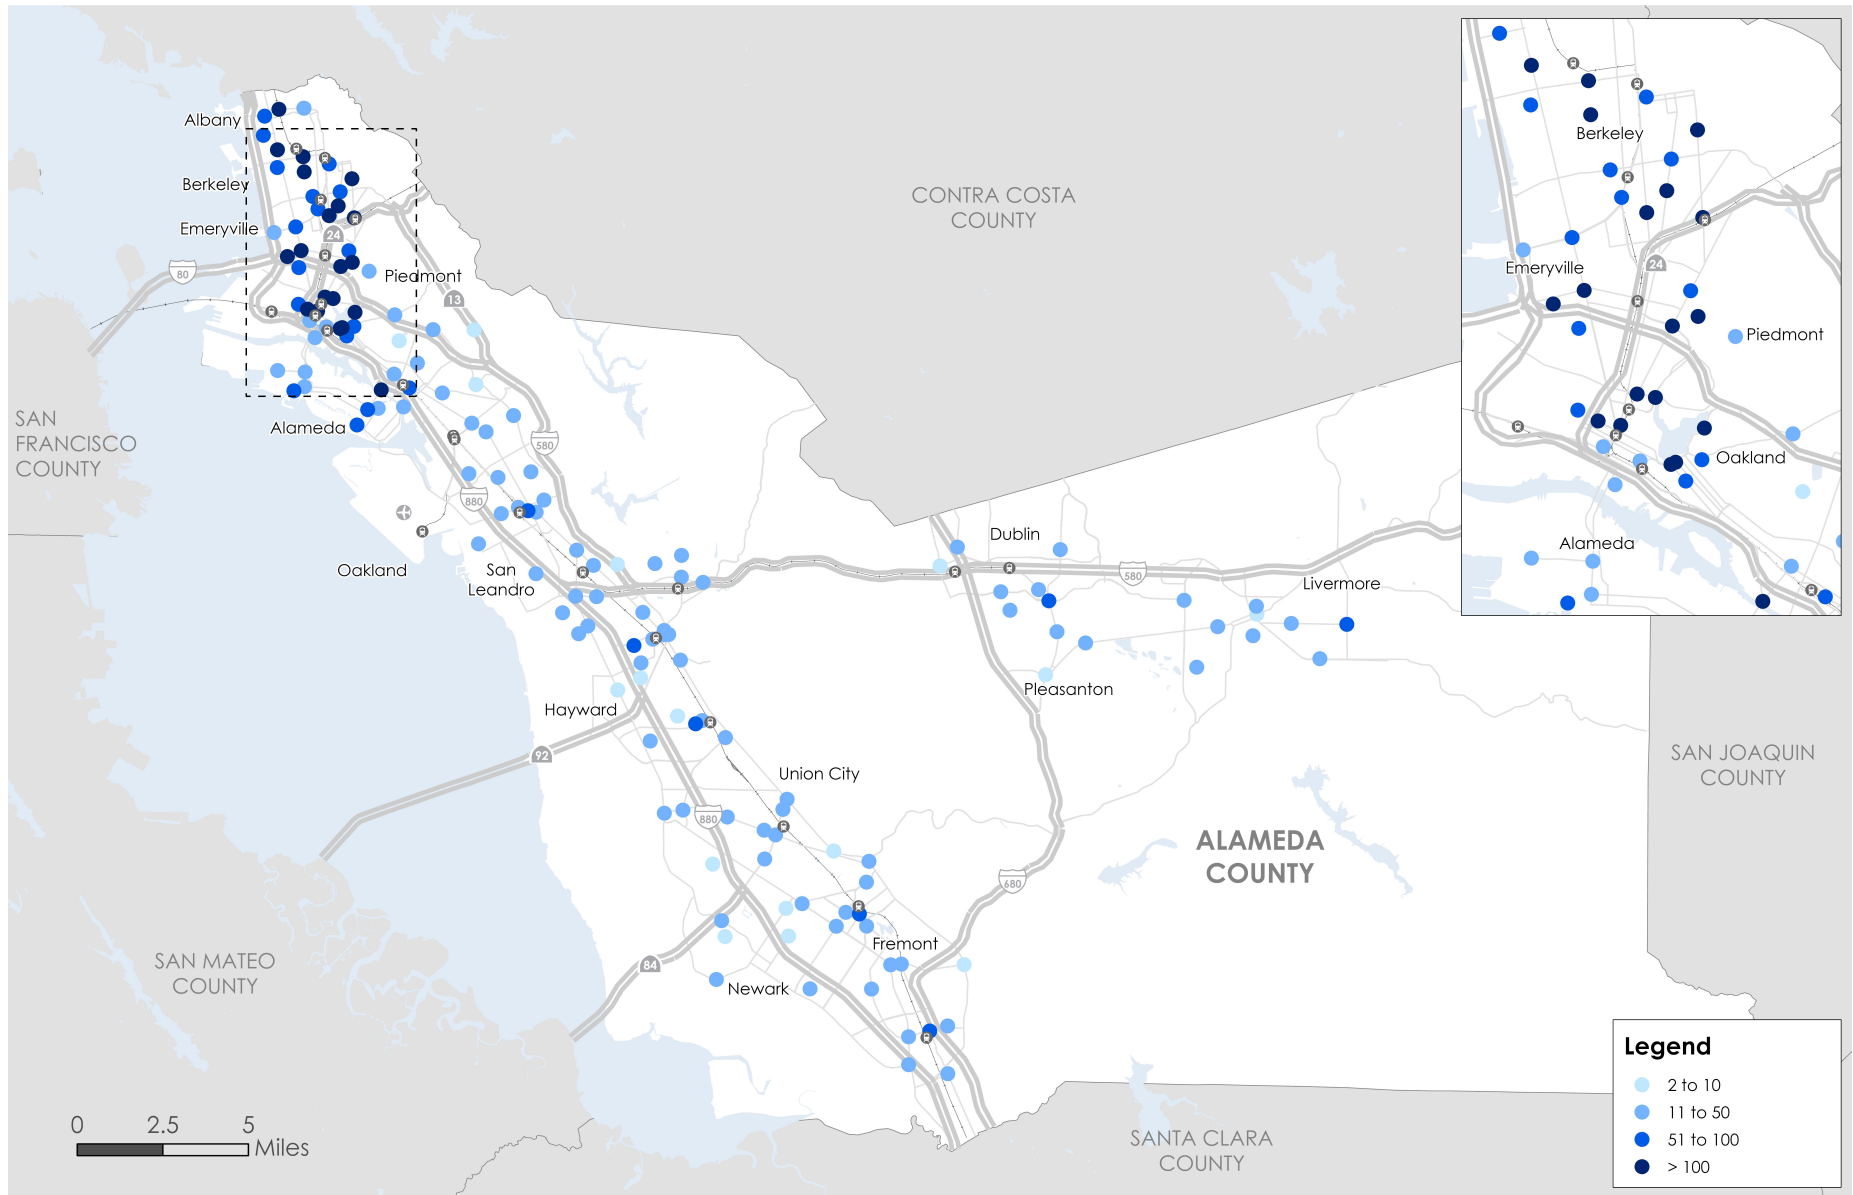 Albany
Berkeley
Emeryville
24
80
Piedmont
13
CONTRA COSTA
COUNTY
SAN
FRANCISCO
COUNTY
Alameda
580
880
Oakland
San
Leandro
Dublin
580
Livermore
Pleasanton
Hayward
92
Union City
880
ALAMEDA
COUNTY
680
SAN JOAQUIN
COUNTY
Fremont
84
Newark
SAN MATEO
COUNTY
SANTA CLARA
COUNTY
0 2.5 5
Miles
Berkeley
Emeryville
24
Piedmont
Oakland
Alameda
Legend
2 to 10
11 to 50
51 to 100
> 100